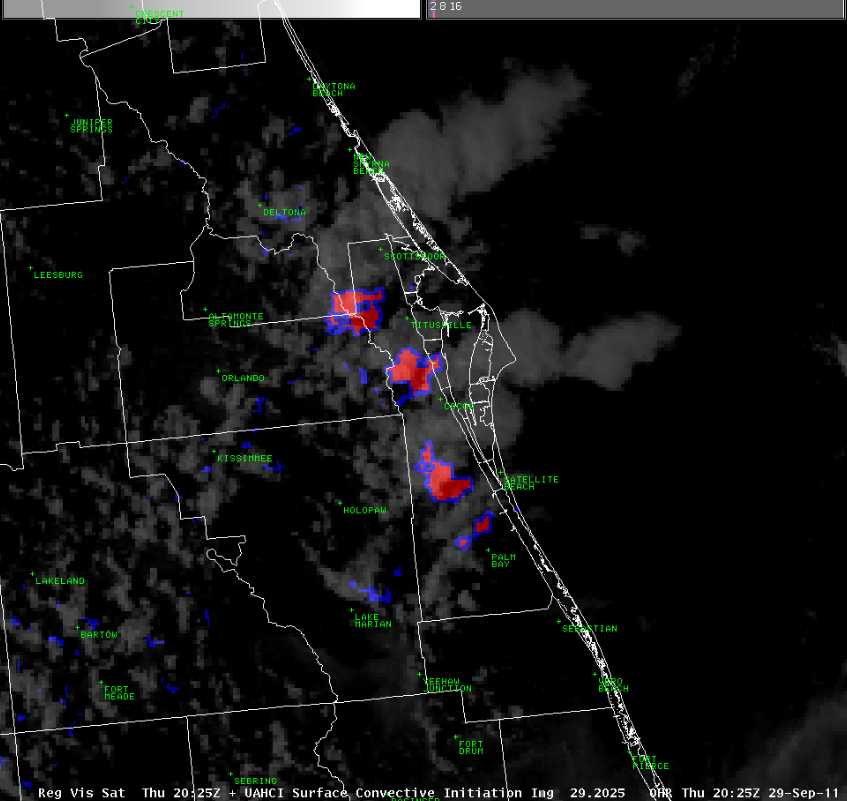 2 8 16
CRESCENT
CITY
DAYTONA
BEACH
JUNIPER
SPRINGS
NEW
SMYRNA
BEACH
DELTONA
SCOTTSMOOR
LEESBURG
ALTAMONTE
SPRINGS
TITUSVILLE
ORLANDO
COCOA
KISSIMMEE
SATELLITE
BEACH
HOLOPAW
PALM
BAY
LAKELAND
LAKE
MARIAN
SEBASTIAN
BARTOW
YEEHAW
JUNCTION
VERO
BEACH
FORT
MEADE
FORT
DRUM
FORT
PIERCE
SEBRING
Reg Vis Sat Thu 20:25Z + UAHCI Surface Convective Initiation Img 29.2025 0HR Thu 20:25Z 29-Sep-11